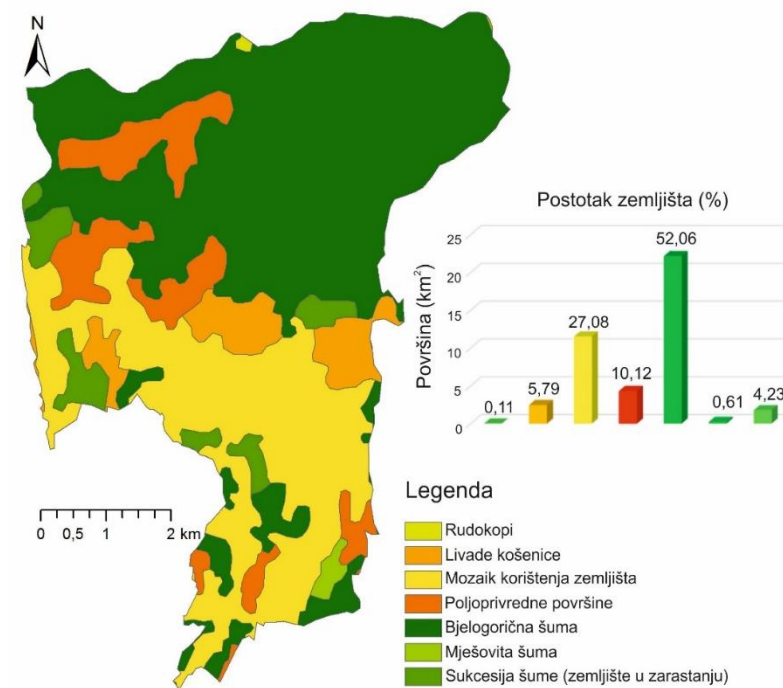 N
Postotak zemljišta (%)
Površina (km²)
25
20
15
10
5
0
0,11
5,79
27,08
10,12
52,06
0,61
4,23
0 0,5 1 2 km
Legenda
Rudokopi
Livade košenice
Mozaik korištenja zemljišta
Poljoprivredne površine
Bjelogorična šuma
Mješovita šuma
Sukcesija šume (zemljište u zarastanju)